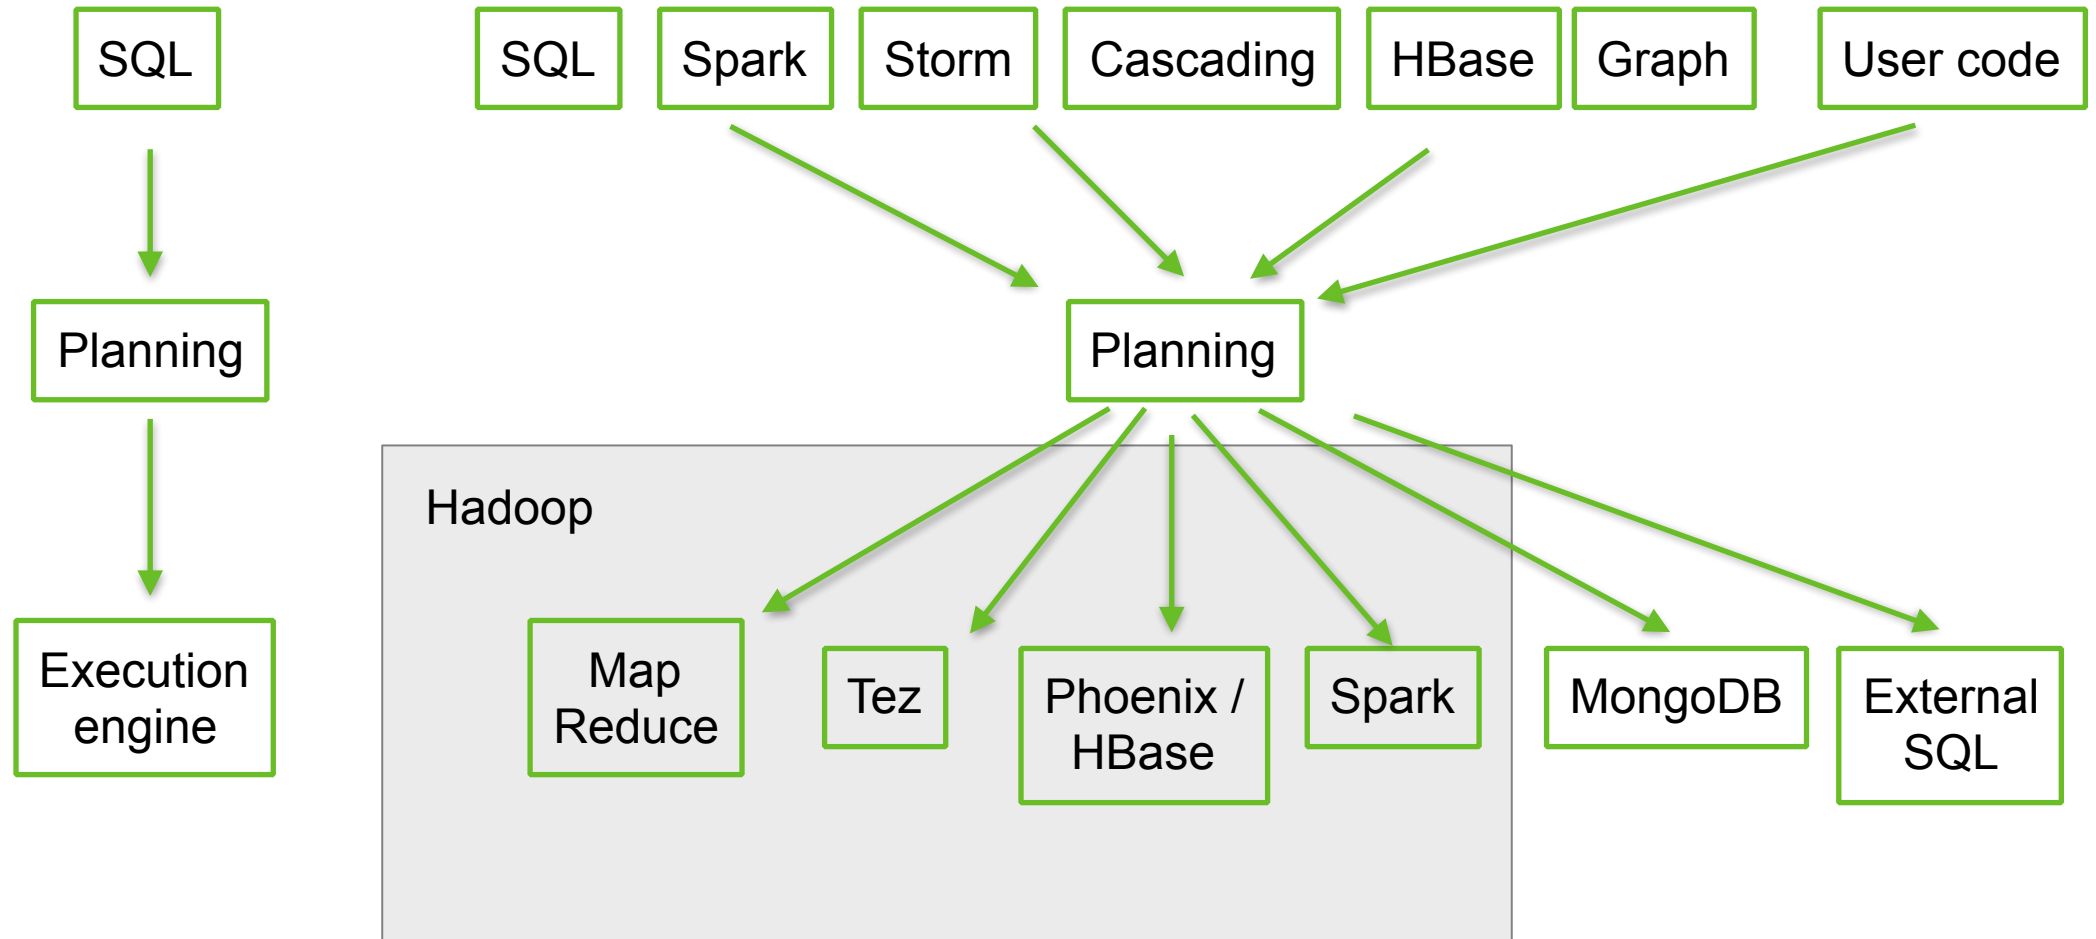 SQL
SQL
Spark
Storm
Cascading
HBase
Graph
User code
Planning
Planning
Hadoop
Execution
engine
Map
Reduce
Tez
Phoenix /
HBase
Spark
MongoDB
External
SQL